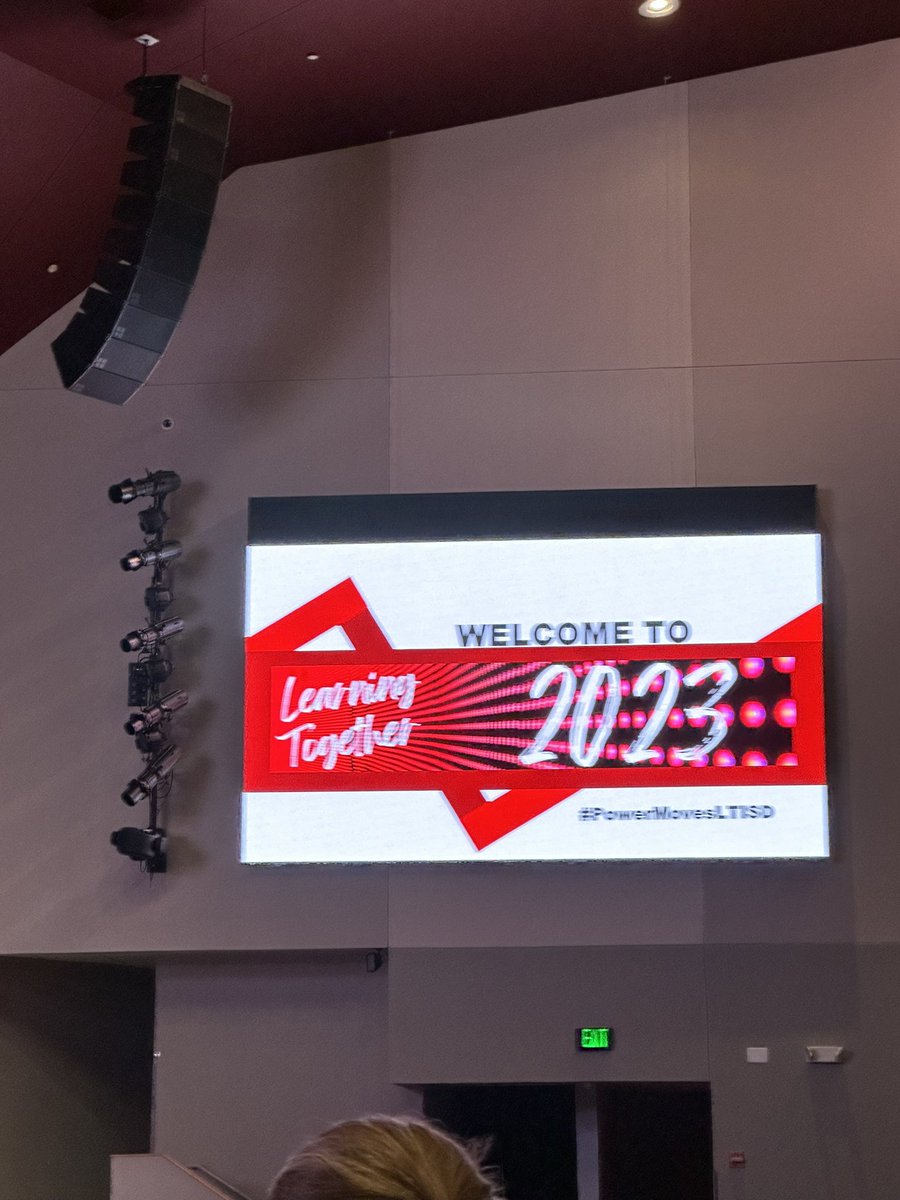 WELCOME TO
Learning
Together
2023
#PowerMovesLTISD
EXIT